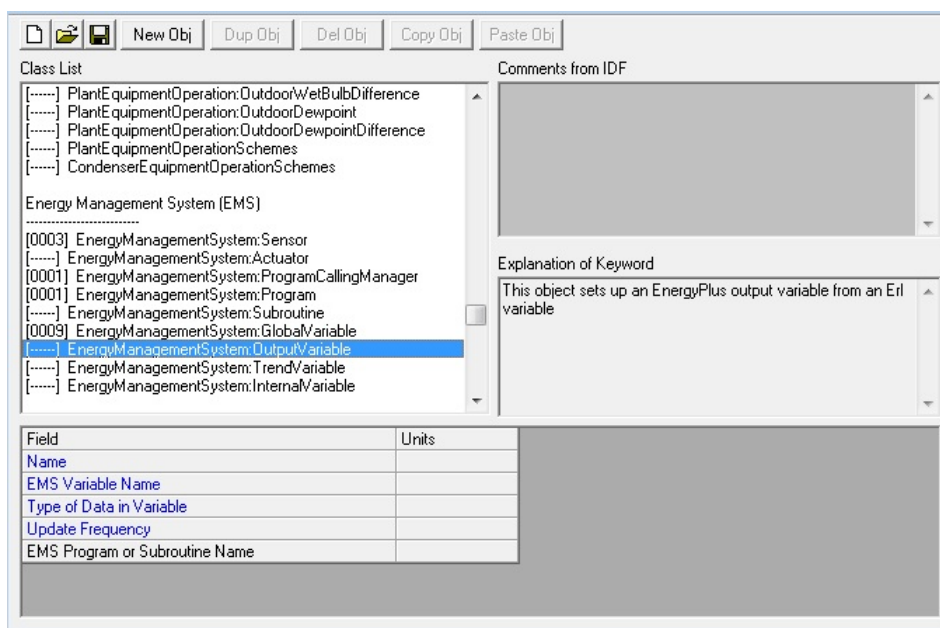 New Obj Dup Obj Del Obj Copy Obj Paste Obj
Class List
[------] PlantEquipmentOperation:OutdoorWetBulbDifference
[------] PlantEquipmentOperation:OutdoorDewpoint
[------] PlantEquipmentOperation:OutdoorDewpointDifference
[------] PlantEquipmentOperationSchemes
[------] CondenserEquipmentOperationSchemes
Energy Management System (EMS)
--------------------------
[0003] EnergyManagementSystem:Sensor
[------] EnergyManagementSystem:Actuator
[0001] EnergyManagementSystem:ProgramCallingManager
[0001] EnergyManagementSystem:Program
[------] EnergyManagementSystem:Subroutine
[0009] EnergyManagementSystem:GlobalVariable
[------] EnergyManagementSystem:OutputVariable
[------] EnergyManagementSystem:TrendVariable
[------] EnergyManagementSystem:InternalVariable
Comments from IDF
Explanation of Keyword
This object sets up an EnergyPlus output variable from an Erl
variable
Field Units
Name
EMS Variable Name
Type of Data in Variable
Update Frequency
EMS Program or Subroutine Name